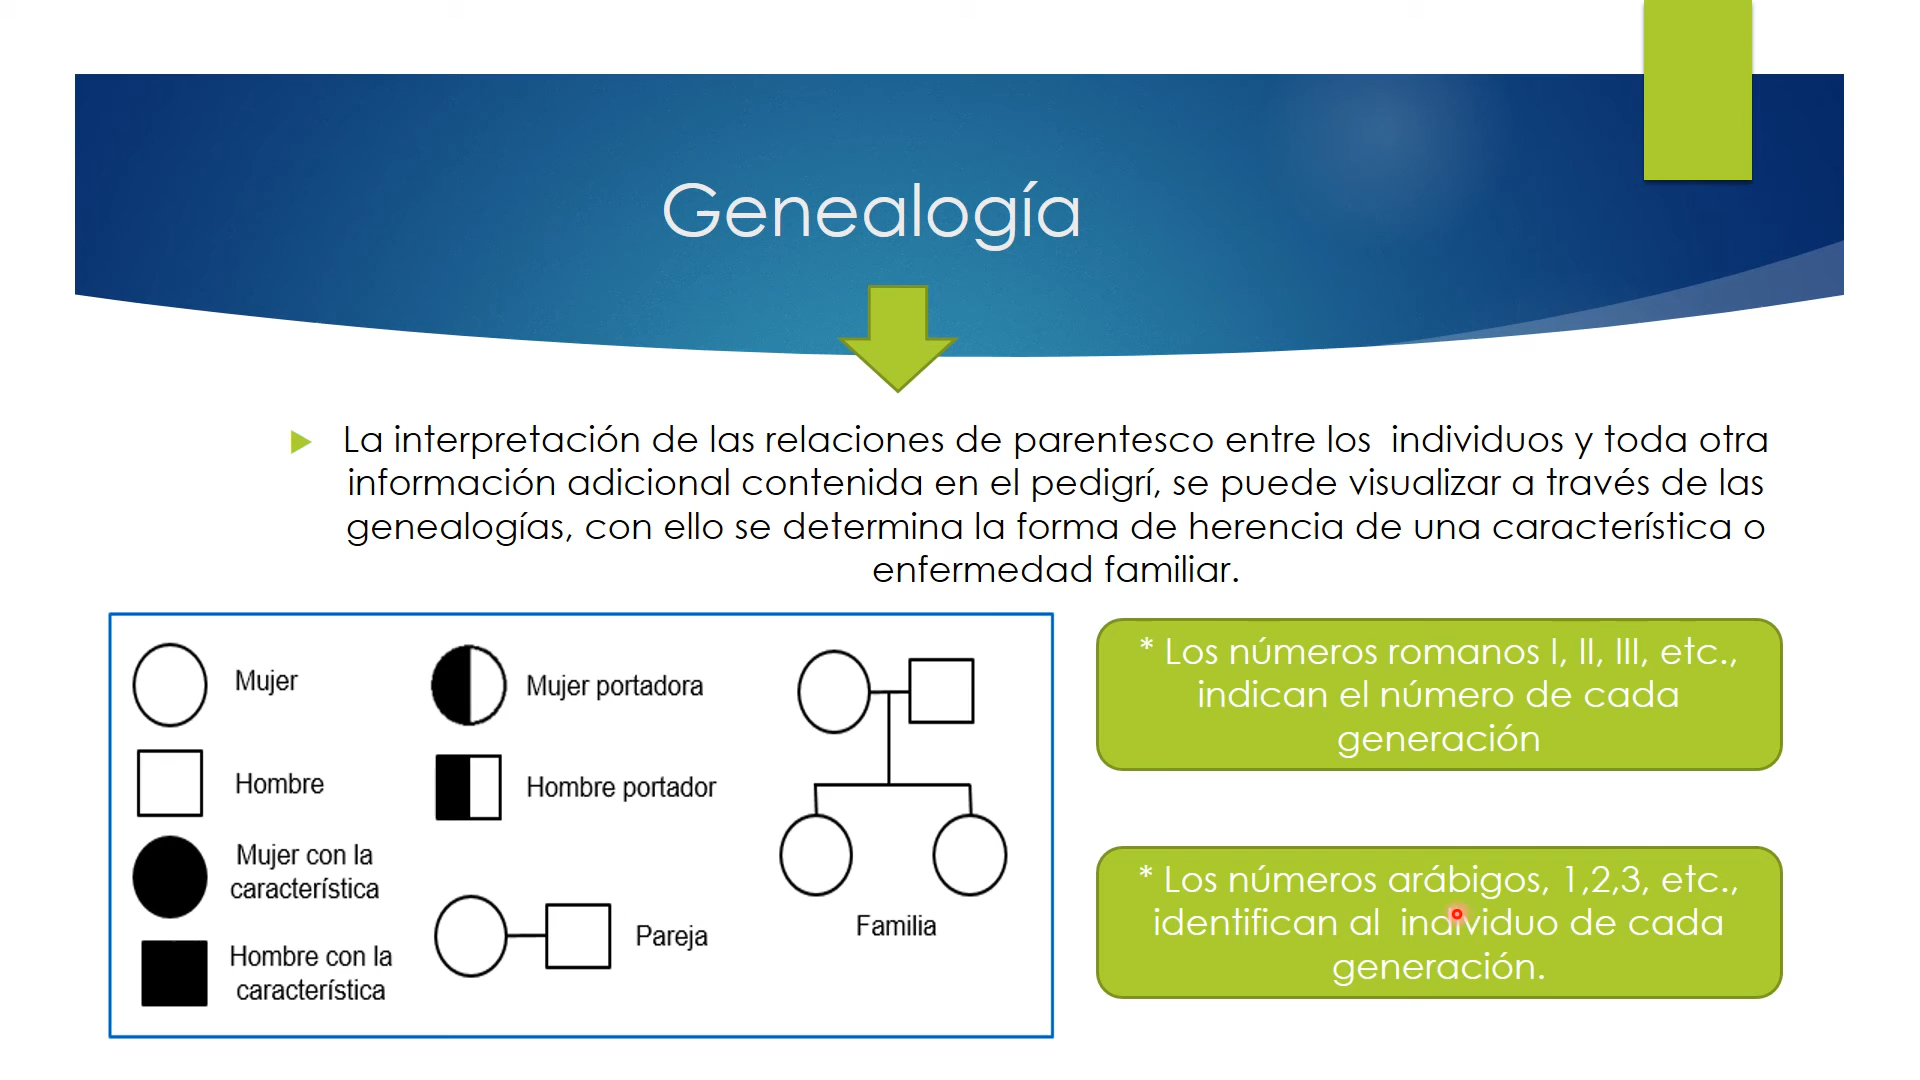 Genealogía
La interpretación de las relaciones de parentesco entre los individuos y toda otra
información adicional contenida en el pedigrí, se puede visualizar a través de las
genealogías, con ello se determina la forma de herencia de una característica o
enfermedad familiar.
Mujer
Hombre
Mujer con la
característica
Hombre con la
característica
Mujer portadora
Hombre portador
Pareja
Familia
* Los números romanos I, II, III, etc.,
indican el número de cada
generación
* Los números arábigos, 1,2,3, etc.,
identifican al individuo de cada
generación.